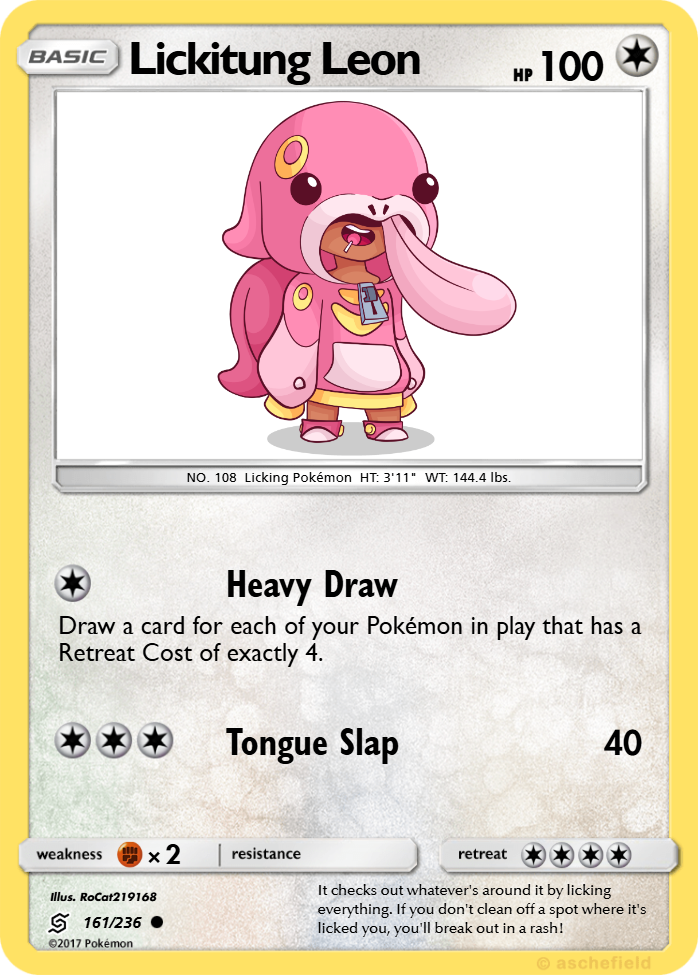 BASIC Lickitung Leon HP 100
NO. 108 Licking Pokémon HT: 3'11" WT: 144.4 lbs.
Heavy Draw
Draw a card for each of your Pokémon in play that has a
Retreat Cost of exactly 4.
Tongue Slap 40
weakness ×2 resistance retreat
Illus. RoCat219168
161/236
©2017 Pokémon
It checks out whatever's around it by licking
everything. If you don't clean off a spot where it's
licked you, you'll break out in a rash!
© aschefield